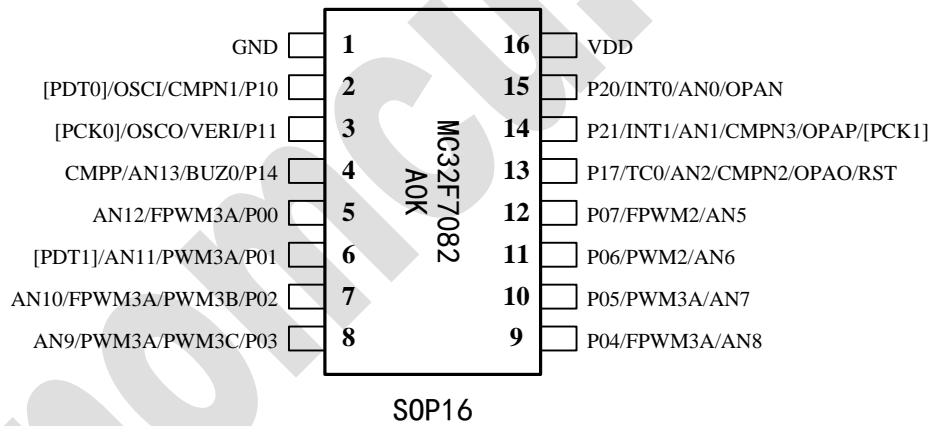 GND 1 16 VDD
[PDT0]/OSCI/CMPN1/P10 2 15 P20/INT0/AN0/OPAN
[PCK0]/OSCO/VERI/P11 3 14 P21/INT1/AN1/CMPN3/OPAP/[PCK1]
CMPP/AN13/BUZ0/P14 4 13 P17/TC0/AN2/CMPN2/OPAO/RST
AN12/FPWM3A/P00 5 12 P07/FPWM2/AN5
[PDT1]/AN11/PWM3A/P01 6 11 P06/PWM2/AN6
AN10/FPWM3A/PWM3B/P02 7 10 P05/PWM3A/AN7
AN9/PWM3A/PWM3C/P03 8 9 P04/FPWM3A/AN8
MC32F7082
A0K
SOP16